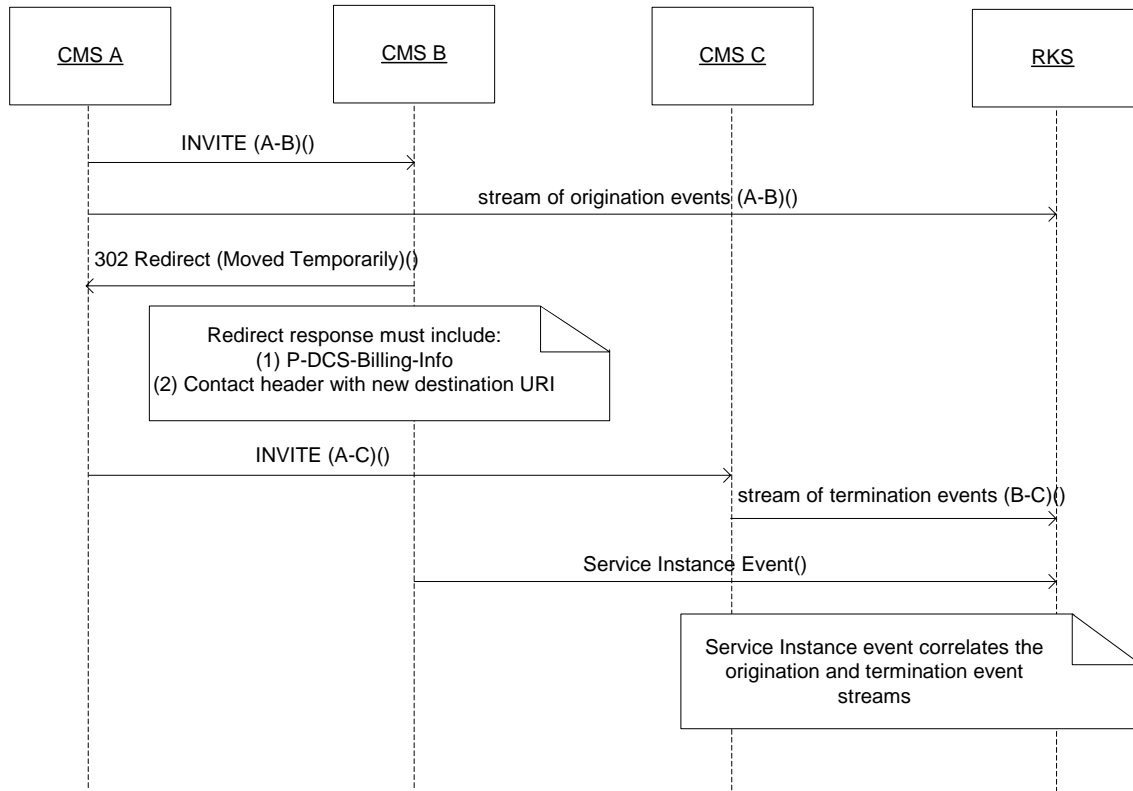 CMS A
CMS B
CMS C
RKS
INVITE (A-B)()
stream of origination events (A-B)()
302 Redirect (Moved Temporarily)()
Redirect response must include:
(1) P-DCS-Billing-Info
(2) Contact header with new destination URI
INVITE (A-C)()
stream of termination events (B-C)()
Service Instance Event()
Service Instance event correlates the
origination and termination event
streams